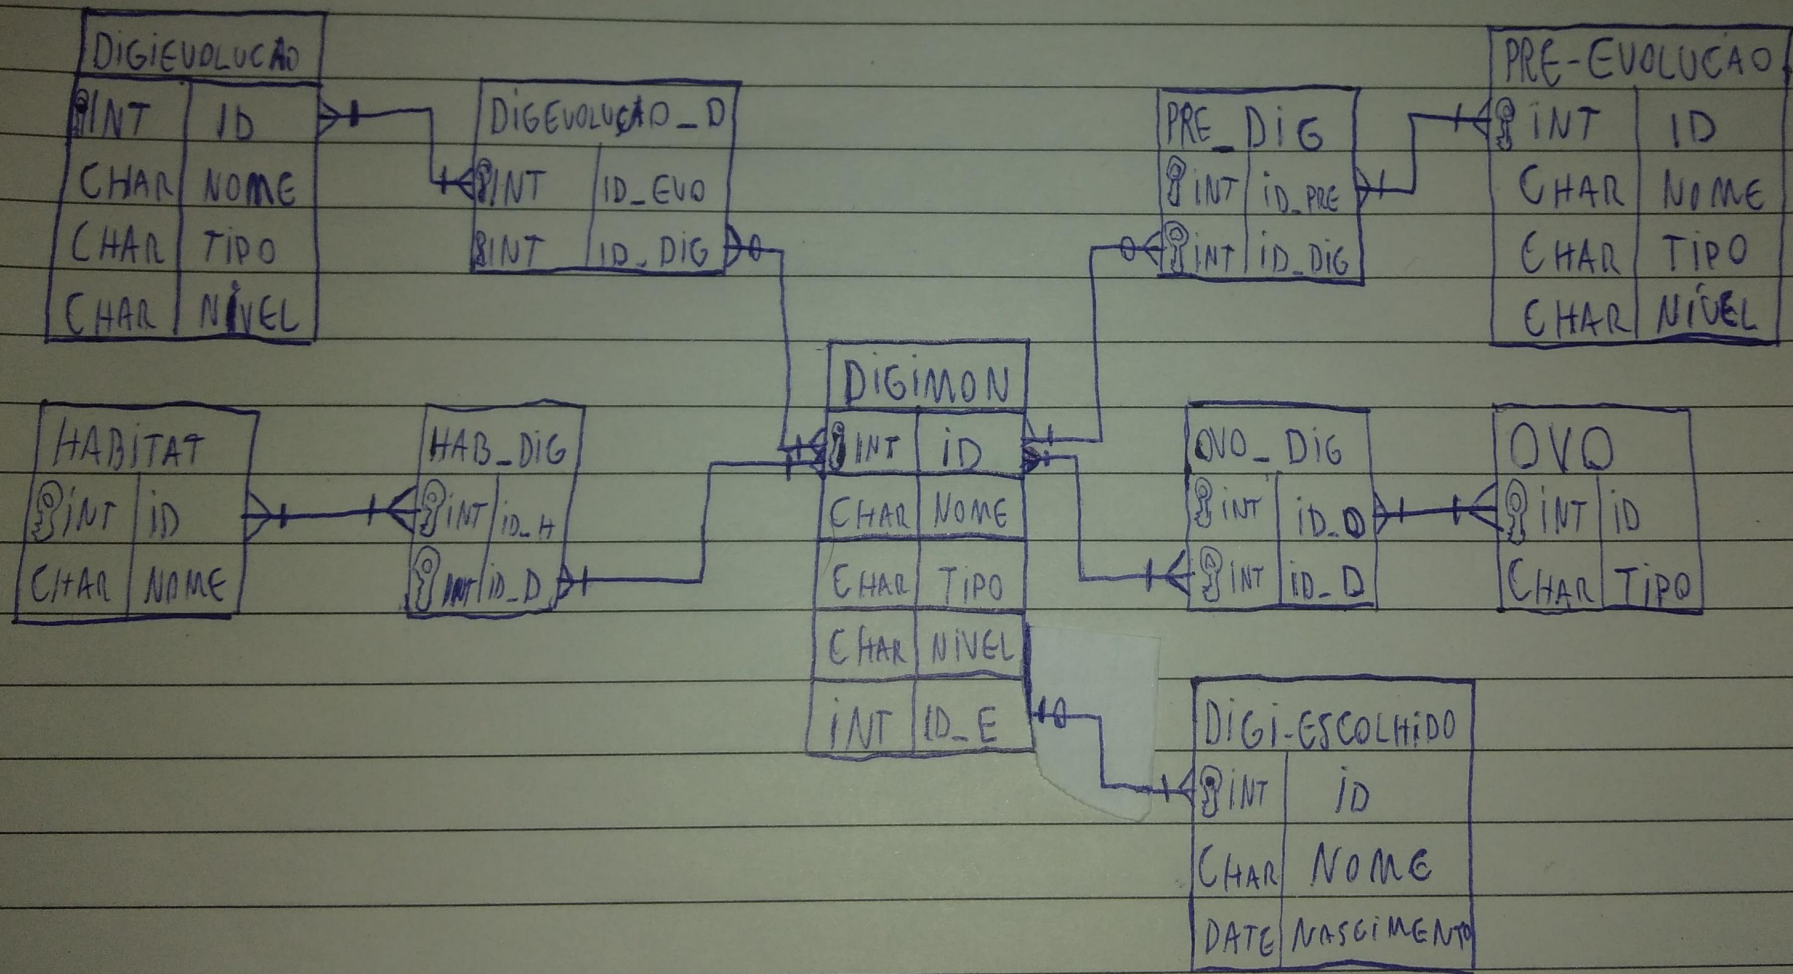 DIGIEVOLUCAO
INT ID
CHAR NOME
CHAR TIPO
CHAR NÍVEL
DIGEVOLUÇAO_D
INT ID_EVO
INT ID_DIG
PRE_DIG
INT ID_PRE
INT ID_DIG
PRE-EVOLUCAO
INT ID
CHAR NOME
CHAR TIPO
CHAR NÍVEL
HABITAT
INT ID
CHAR NOME
HAB_DIG
INT ID_H
INT ID_D
DIGIMON
INT ID
CHAR NOME
CHAR TIPO
CHAR NIVEL
INT ID_E
OVO_DIG
INT ID_O
INT ID_D
OVO
INT ID
CHAR TIPO
DIGI-ESCOLHIDO
INT ID
CHAR NOME
DATE NASCIMENTO